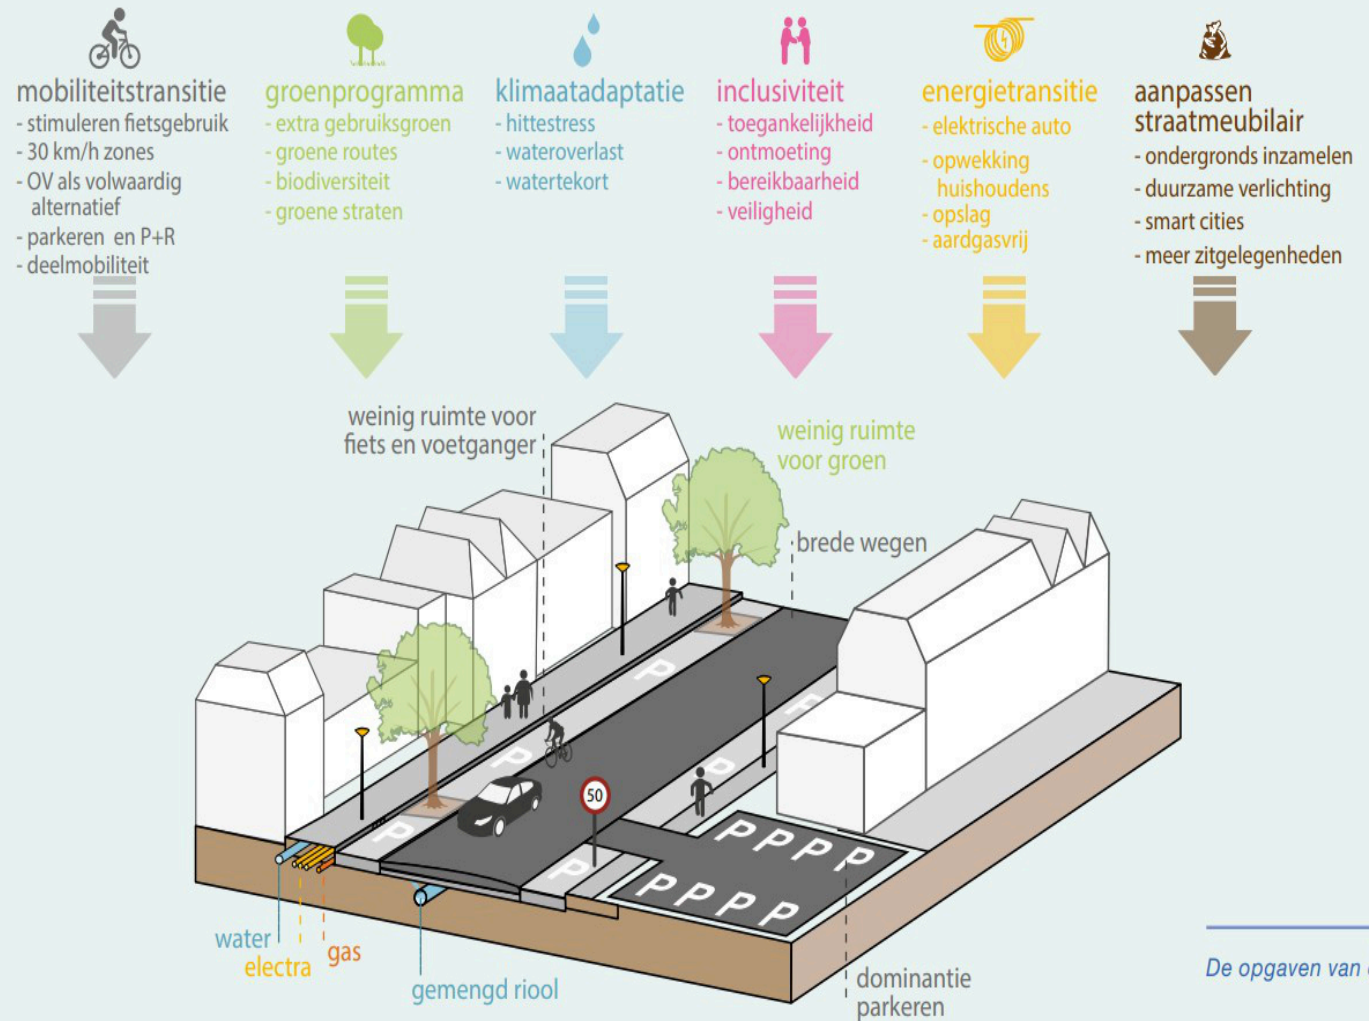 mobiliteitstransitie
- stimuleren fietsgebruik
- 30 km/h zones
- OV als volwaardig
alternatief
- parkeren en P+R
- deelmobiliteit
groenprogramma
- extra gebruiksgroen
- groene routes
- biodiversiteit
- groene straten
klimaatadaptatie
- hittestress
- wateroverlast
- watertekort
inclusiviteit
- toegankelijkheid
- ontmoeting
- bereikbaarheid
- veiligheid
energietransitie
- elektrische auto
- opwekking
huishoudens
- opslag
- aardgasvrij
aanpassen
straatmeubilair
- ondergronds inzamelen
- duurzame verlichting
- smart cities
- meer zitgelegenheden
weinig ruimte voor
fiets en voetganger
weinig ruimte
voor groen
brede wegen
P
P
P
P
P
50
P
P P P P
P P P P
water
electra
gas
gemengd riool
dominantie
parkeren
De opgaven van